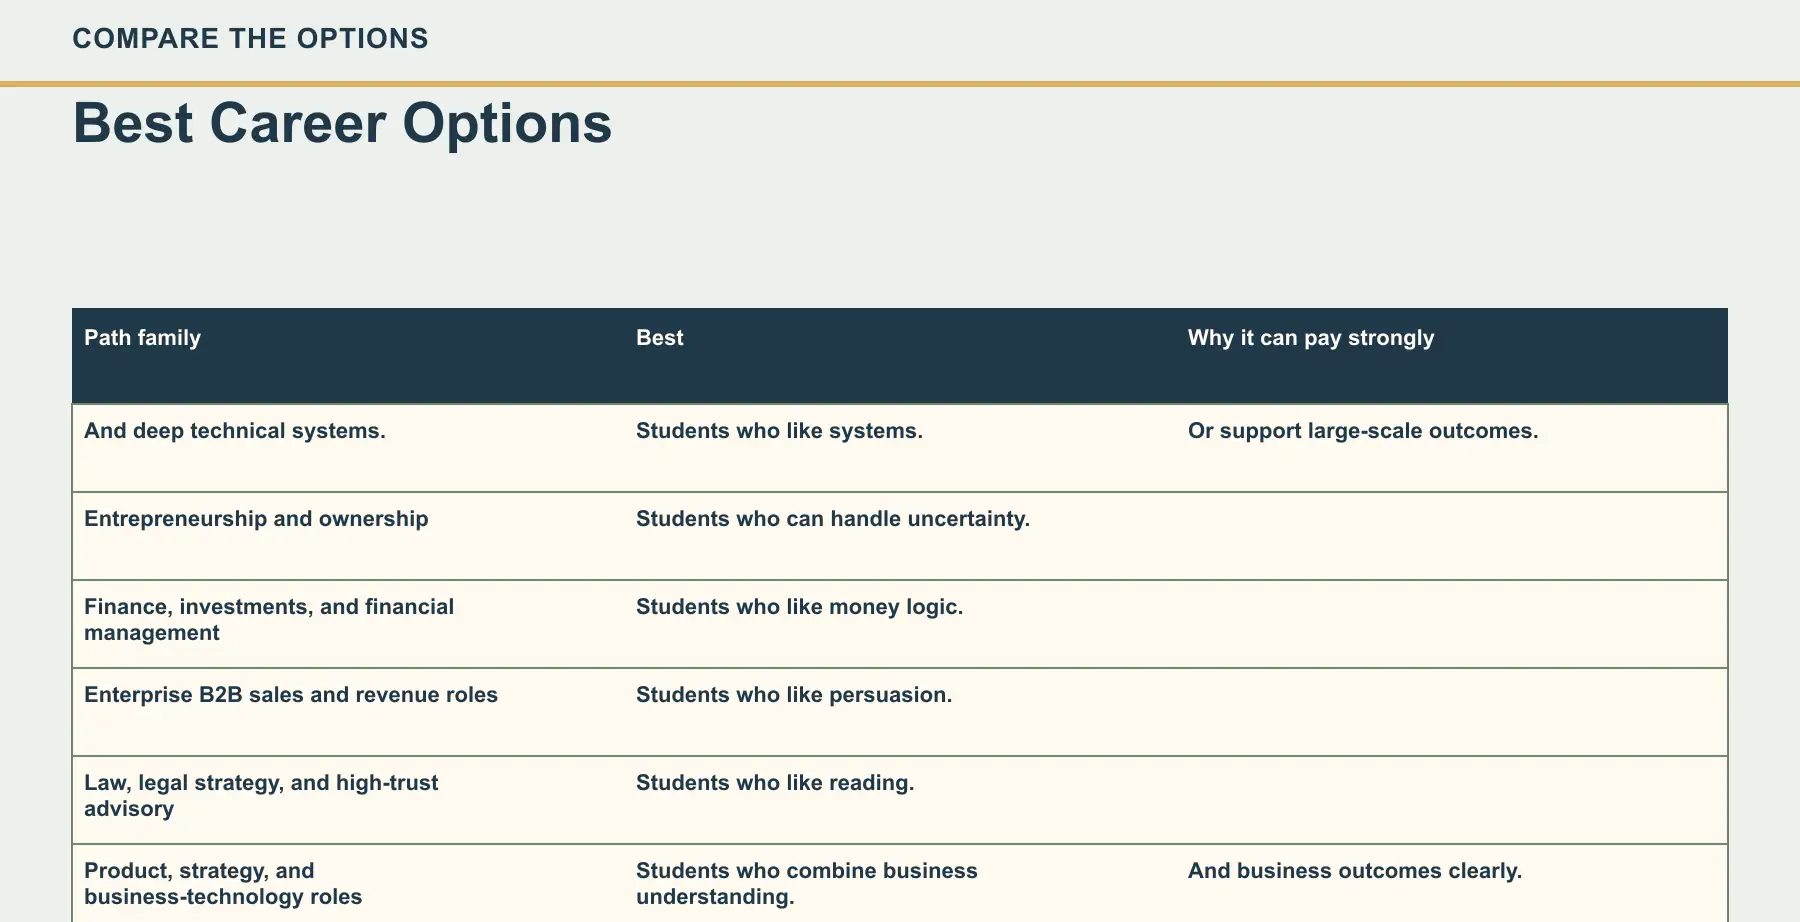 COMPARE THE OPTIONS
Best Career Options
Path family
Best
Why it can pay strongly
And deep technical systems.
Students who like systems.
Or support large-scale outcomes.
Entrepreneurship and ownership
Students who can handle uncertainty.
Finance, investments, and financial
management
Students who like money logic.
Enterprise B2B sales and revenue roles
Students who like persuasion.
Law, legal strategy, and high-trust
advisory
Students who like reading.
Product, strategy, and
business-technology roles
Students who combine business
understanding.
And business outcomes clearly.